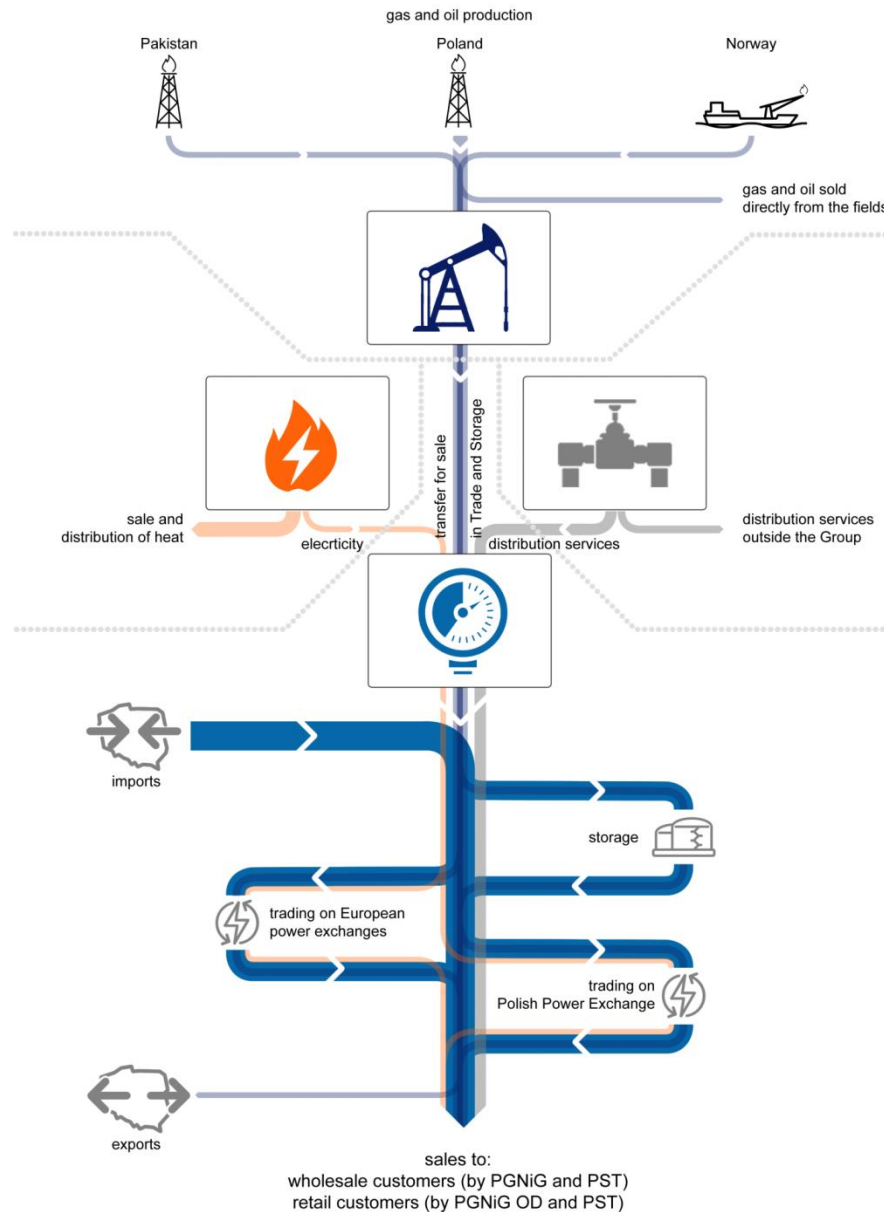 gas and oil production
Pakistan
Poland
Norway
gas and oil sold
directly from the fields
transfer for sale
in Trade and Storage
sale and
distribution of heat
elecrticity
distribution services
distribution services
outside the Group
imports
storage
trading on European
power exchanges
trading on
Polish Power Exchange
exports
sales to:
wholesale customers (by PGNiG and PST)
retail customers (by PGNiG OD and PST)